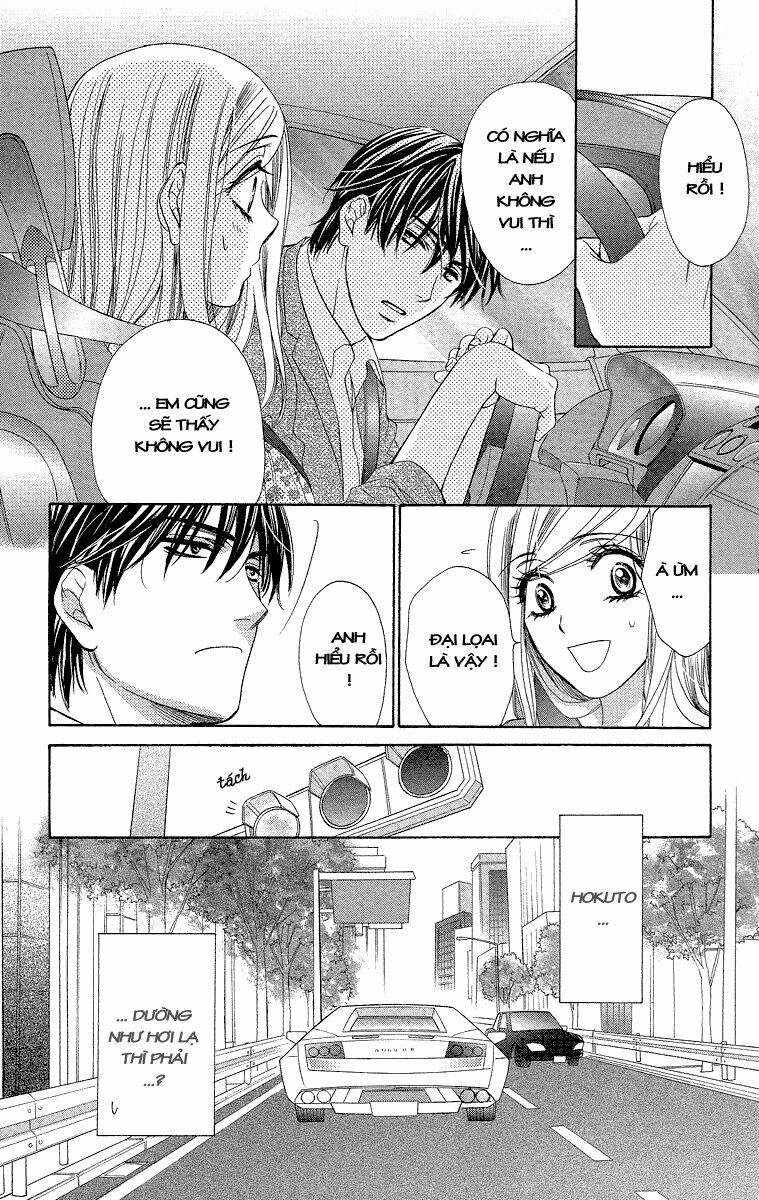 HIỂU
RỒI !
CÓ NGHĨA
LÀ NẾU
ANH
KHÔNG
VUI THÌ
...
... EM CŨNG
SẼ THẤY
KHÔNG VUI !
À ỪM
...
ĐẠI LOẠI
LÀ VẬY !
ANH
HIỂU RỒI
!
tách
HOKUTO
...
... DƯỜNG
NHƯ HƠI LẠ
THÌ PHẢI
...?